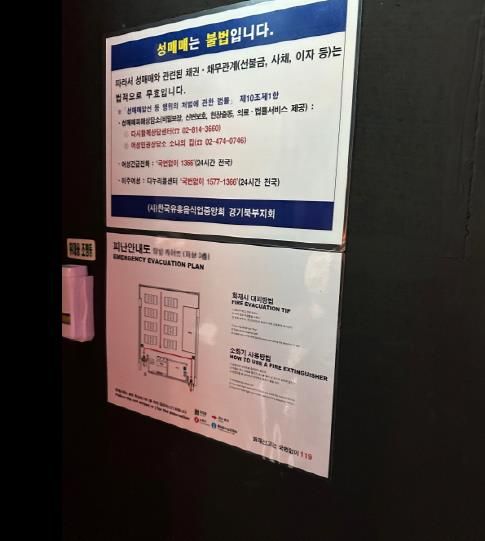 성매매는 불법입니다.
따라서 성매매와 관련된 채권·채무관계(선불금, 사채, 이자 등)는
법적으로 무효입니다.
※「성매매알선 등 행위의 처벌에 관한 법률」 제10조제1항
·성매매피해상담소(비밀보장, 신변보호, 현장출동, 의료·법률서비스 제공) :
다시함께상담센터(☎ 02-814-3660)
여성인권상담소 소냐의 집(☎ 02-474-0746)
·여성긴급전화 : '국번없이 1366'(24시간 전국)
·이주여성 : 다누리콜센터 '1577-1366'(24시간 전국)
(사)한국유흥음식업중앙회 경기북부지회
피난안내도
EMERGENCY EVACUATION PLAN
화재시 대피방법
FIRE EVACUATION TIP
소화기 사용방법
HOW TO USE A FIRE EXTINGUISHER
화재신고는 국번없이 119